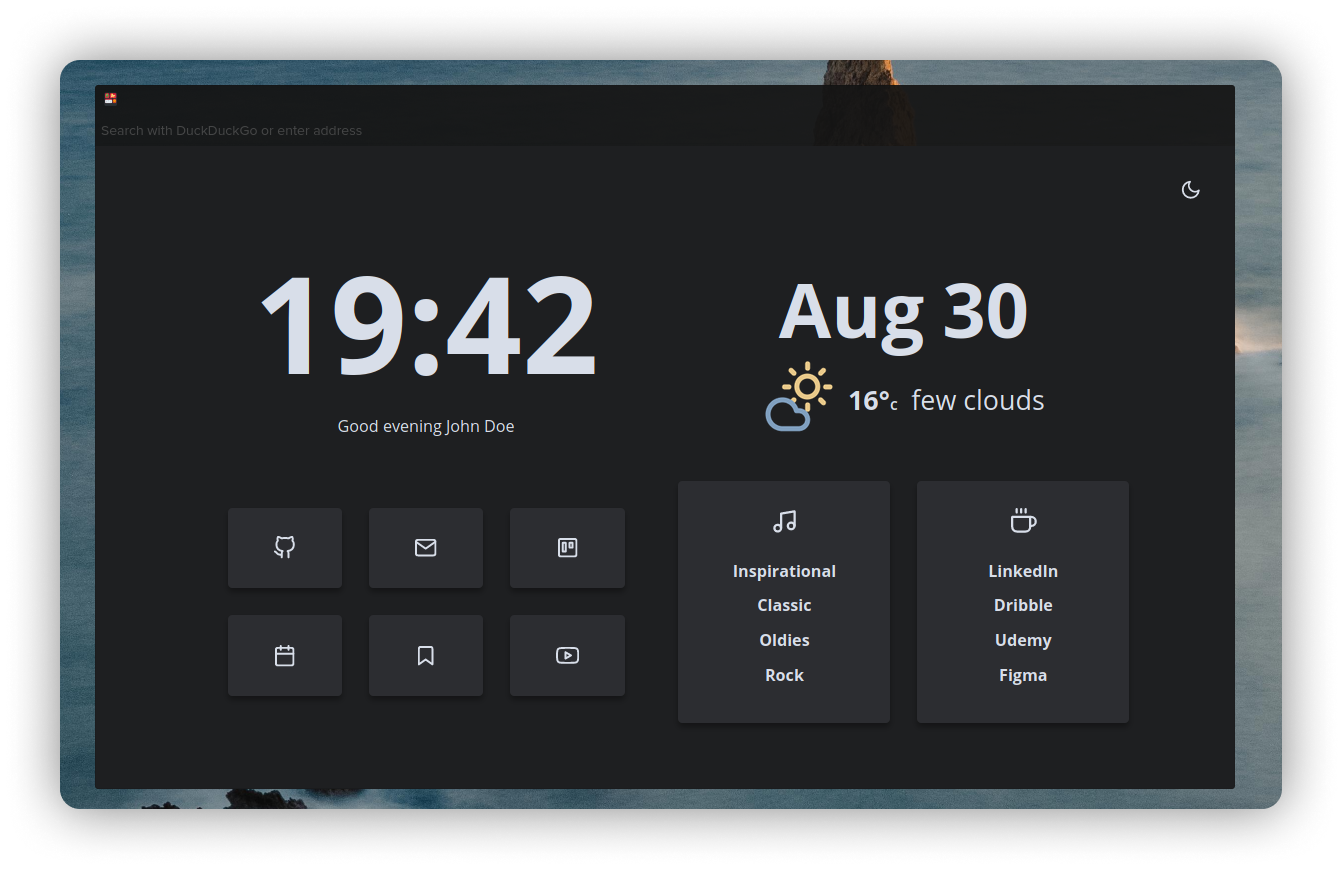 Search with DuckDuckGo or enter address
19:42
Good evening John Doe
Aug 30
16°c few clouds
Inspirational
Classic
Oldies
Rock
LinkedIn
Dribble
Udemy
Figma